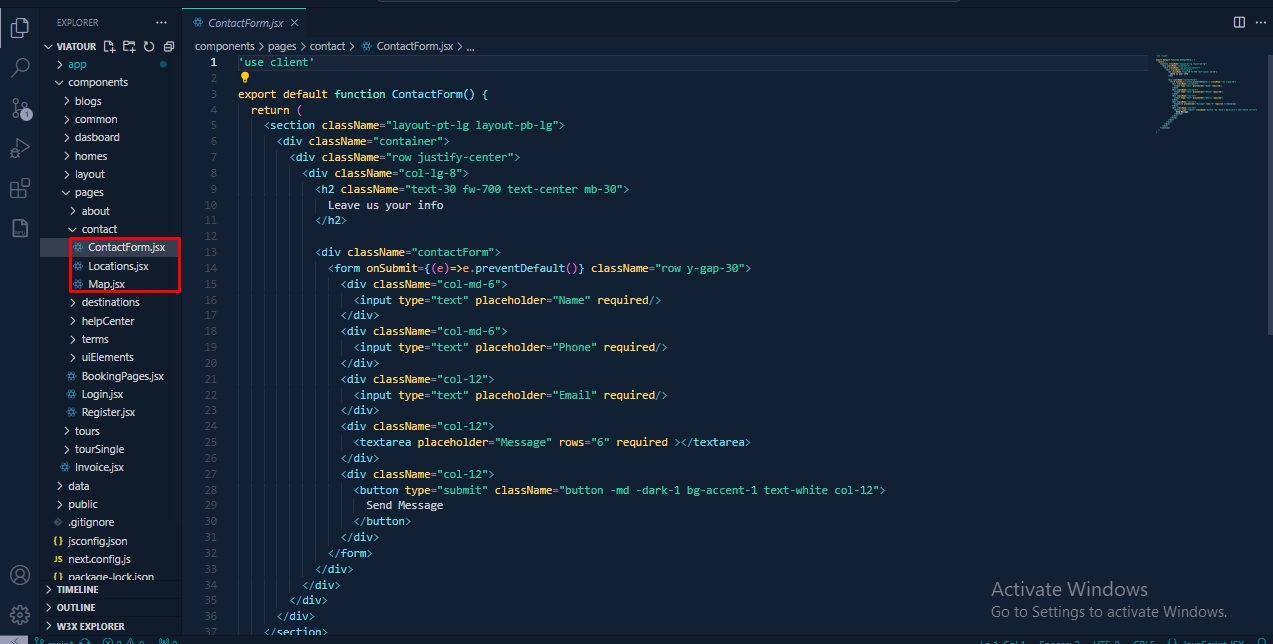 EXPLORER
VIATOUR
app
components
blogs
common
dasboard
homes
layout
pages
about
contact
ContactForm.jsx
Locations.jsx
Map.jsx
destinations
helpCenter
terms
uiElements
BookingPages.jsx
Login.jsx
Register.jsx
tours
tourSingle
Invoice.jsx
data
public
.gitignore
{} jsconfig.json
JS next.config.js
{} package-lock.json
TIMELINE
OUTLINE
W3X EXPLORER
1
ContactForm.jsx
components > pages > contact > ContactForm.jsx > ...
1 'use client'
2
3 export default function ContactForm() {
4 return (
5 <section className="layout-pt-lg layout-pb-lg">
6 <div className="container">
7 <div className="row justify-center">
8 <div className="col-lg-8">
9 <h2 className="text-30 fw-700 text-center mb-30">
10 Leave us your info
11 </h2>
12
13 <div className="contactForm">
14 <form onSubmit={(e)=>e.preventDefault()} className="row y-gap-30">
15 <div className="col-md-6">
16 <input type="text" placeholder="Name" required/>
17 </div>
18 <div className="col-md-6">
19 <input type="text" placeholder="Phone" required/>
20 </div>
21 <div className="col-12">
22 <input type="text" placeholder="Email" required/>
23 </div>
24 <div className="col-12">
25 <textarea placeholder="Message" rows="6" required ></textarea>
26 </div>
27 <div className="col-12">
28 <button type="submit" className="button -md -dark-1 bg-accent-1 text-white col-12">
29 Send Message
30 </button>
31 </div>
32 </form>
33 </div>
34 </div>
35 </div>
36 </div>
37 </section>
Activate Windows
Go to Settings to activate Windows.